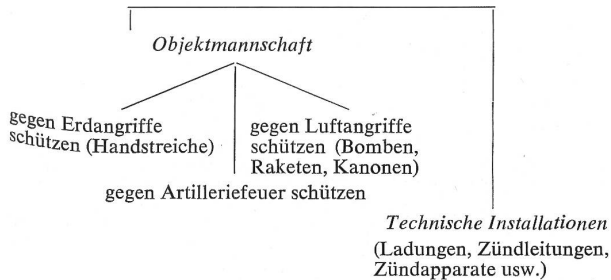 Objektmannschaft
gegen Erdangriffe
schützen (Handstreiche)
gegen Luftangriffe
schützen (Bomben,
Raketen, Kanonen)
gegen Artilleriefeuer schützen
Technische Installationen
(Ladungen, Zündleitungen,
Zündapparate usw.)